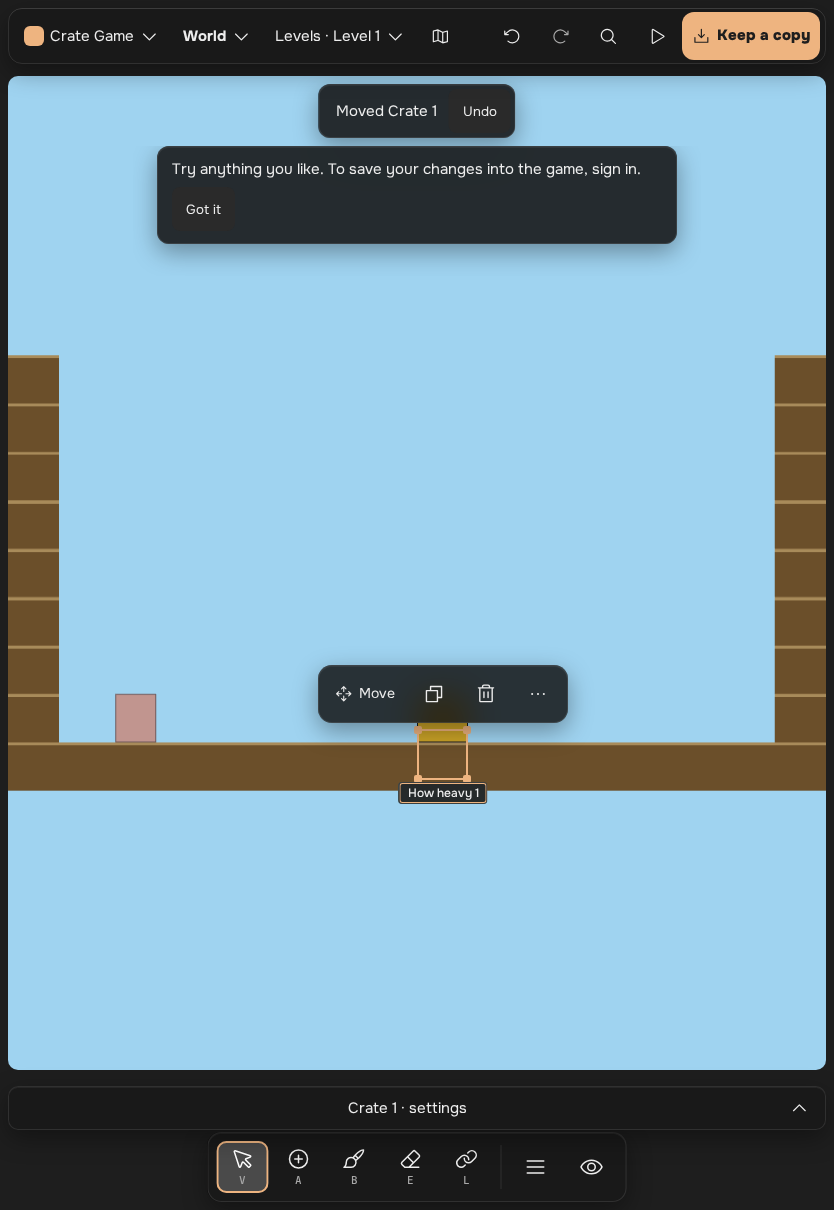 Crate Game
World
Levels · Level 1
Keep a copy
Moved Crate 1
Undo
Try anything you like. To save your changes into the game, sign in.
Got it
Move
How heavy 1
Crate 1 · settings
V
A
B
E
L